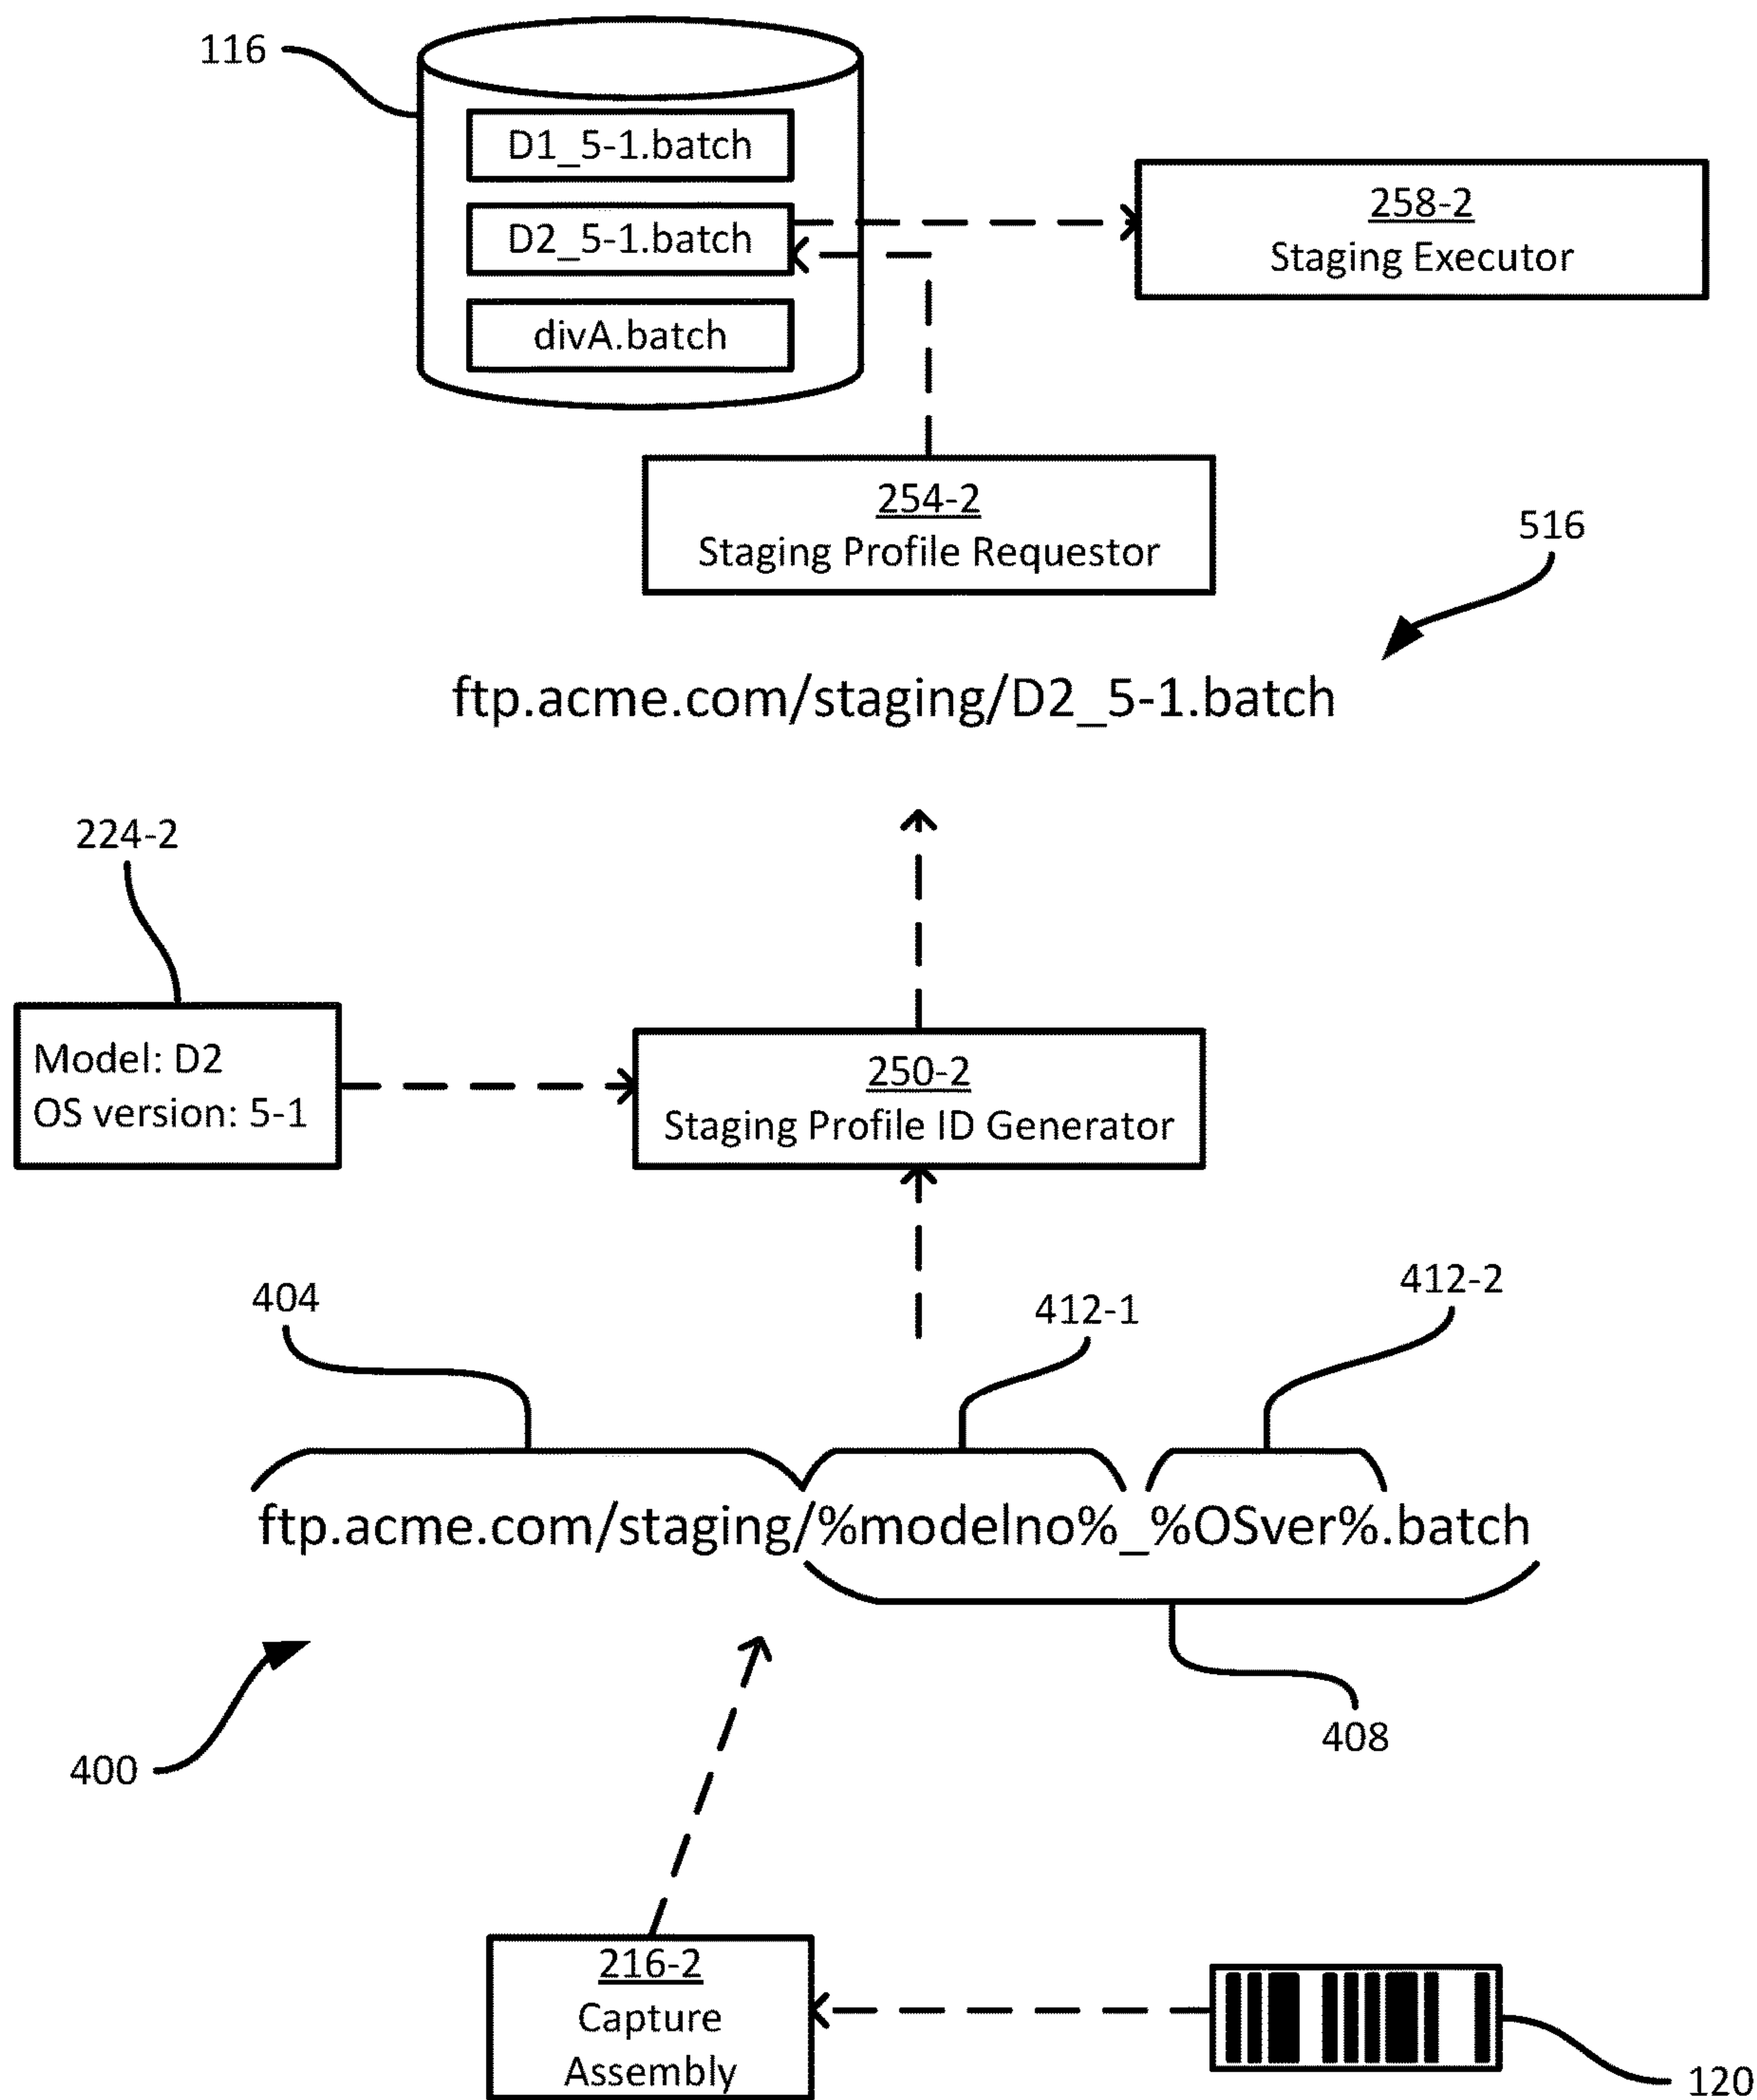 116
D1_5-1.batch
D2_5-1.batch
divA.batch
258-2
Staging Executor
254-2
Staging Profile Requestor
516
ftp.acme.com/staging/D2_5-1.batch
224-2
Model: D2
OS version: 5-1
250-2
Staging Profile ID Generator
404
412-1
412-2
ftp.acme.com/staging/%modelno%_%OSver%.batch
400
408
216-2
Capture
Assembly
120